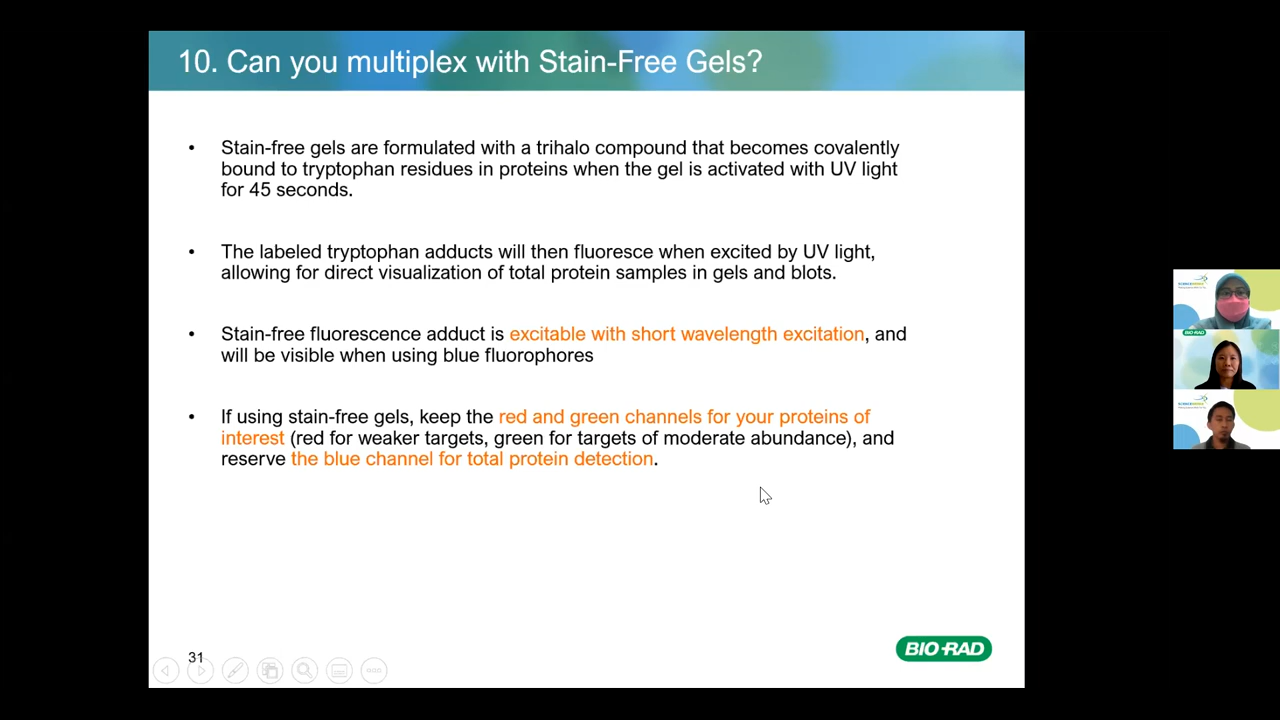 10. Can you multiplex with Stain-Free Gels?
• Stain-free gels are formulated with a trihalo compound that becomes covalently
bound to tryptophan residues in proteins when the gel is activated with UV light
for 45 seconds.
• The labeled tryptophan adducts will then fluoresce when excited by UV light,
allowing for direct visualization of total protein samples in gels and blots.
• Stain-free fluorescence adduct is excitable with short wavelength excitation, and
will be visible when using blue fluorophores
• If using stain-free gels, keep the red and green channels for your proteins of
interest (red for weaker targets, green for targets of moderate abundance), and
reserve the blue channel for total protein detection.
31
BIO-RAD
BIO-RAD